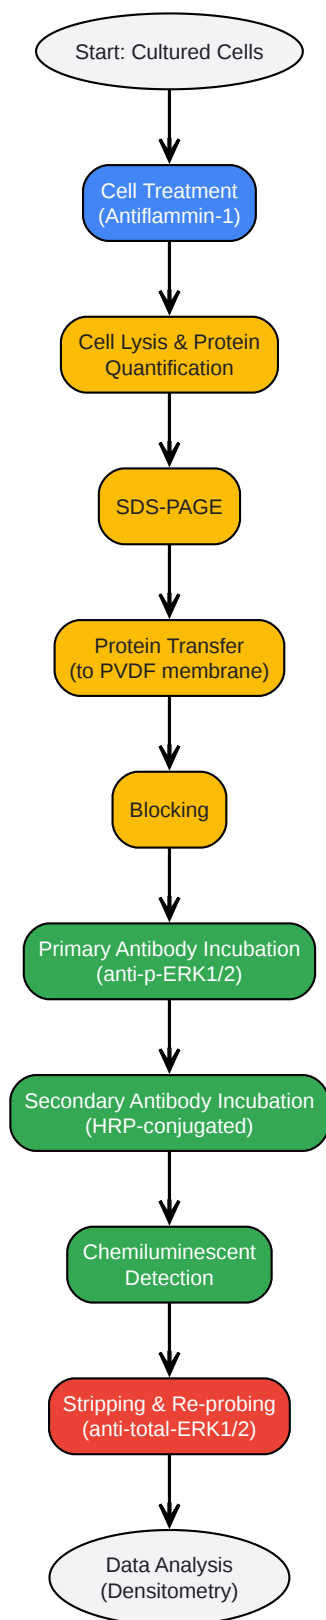 Start: Cultured Cells
Cell Treatment
(Antiflammin-1)
Cell Lysis & Protein
Quantification
SDS-PAGE
Protein Transfer
(to PVDF membrane)
Blocking
Primary Antibody Incubation
(anti-p-ERK1/2)
Secondary Antibody Incubation
(HRP-conjugated)
Chemiluminescent
Detection
Stripping & Re-probing
(anti-total-ERK1/2)
Data Analysis
(Densitometry)